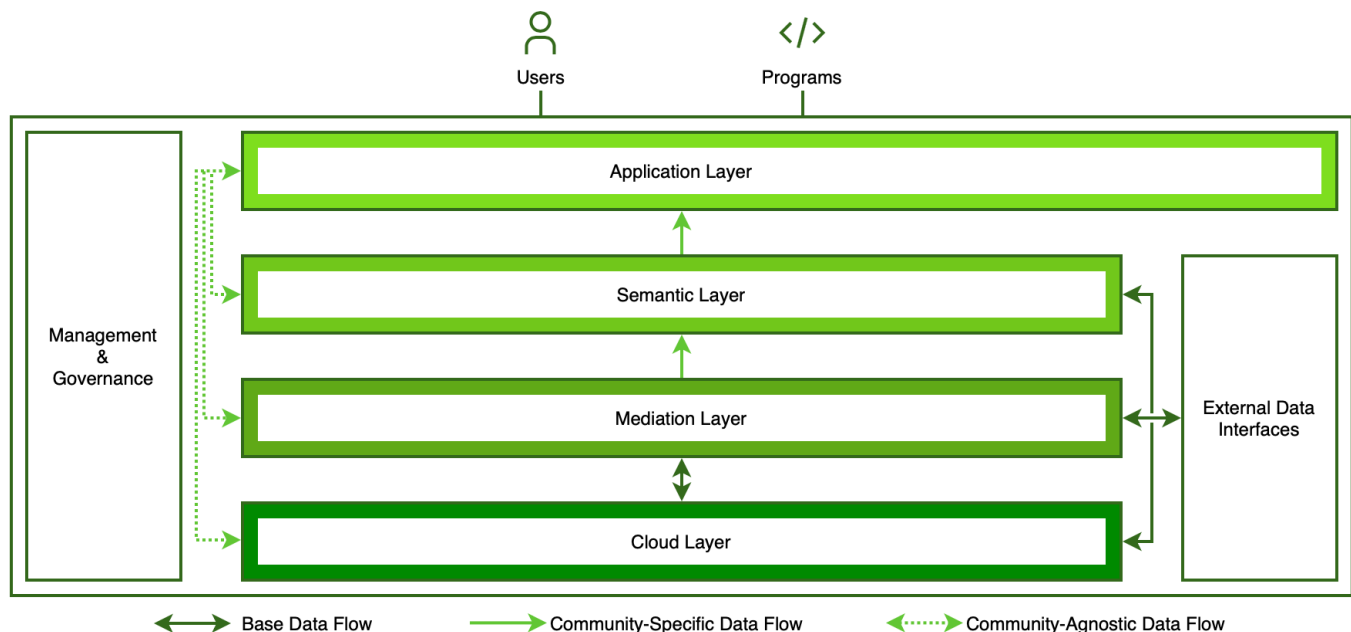 Users
Programs
Application Layer
Semantic Layer
Management
&
Governance
Mediation Layer
External Data
Interfaces
Cloud Layer
Base Data Flow
Community-Specific Data Flow
Community-Agnostic Data Flow